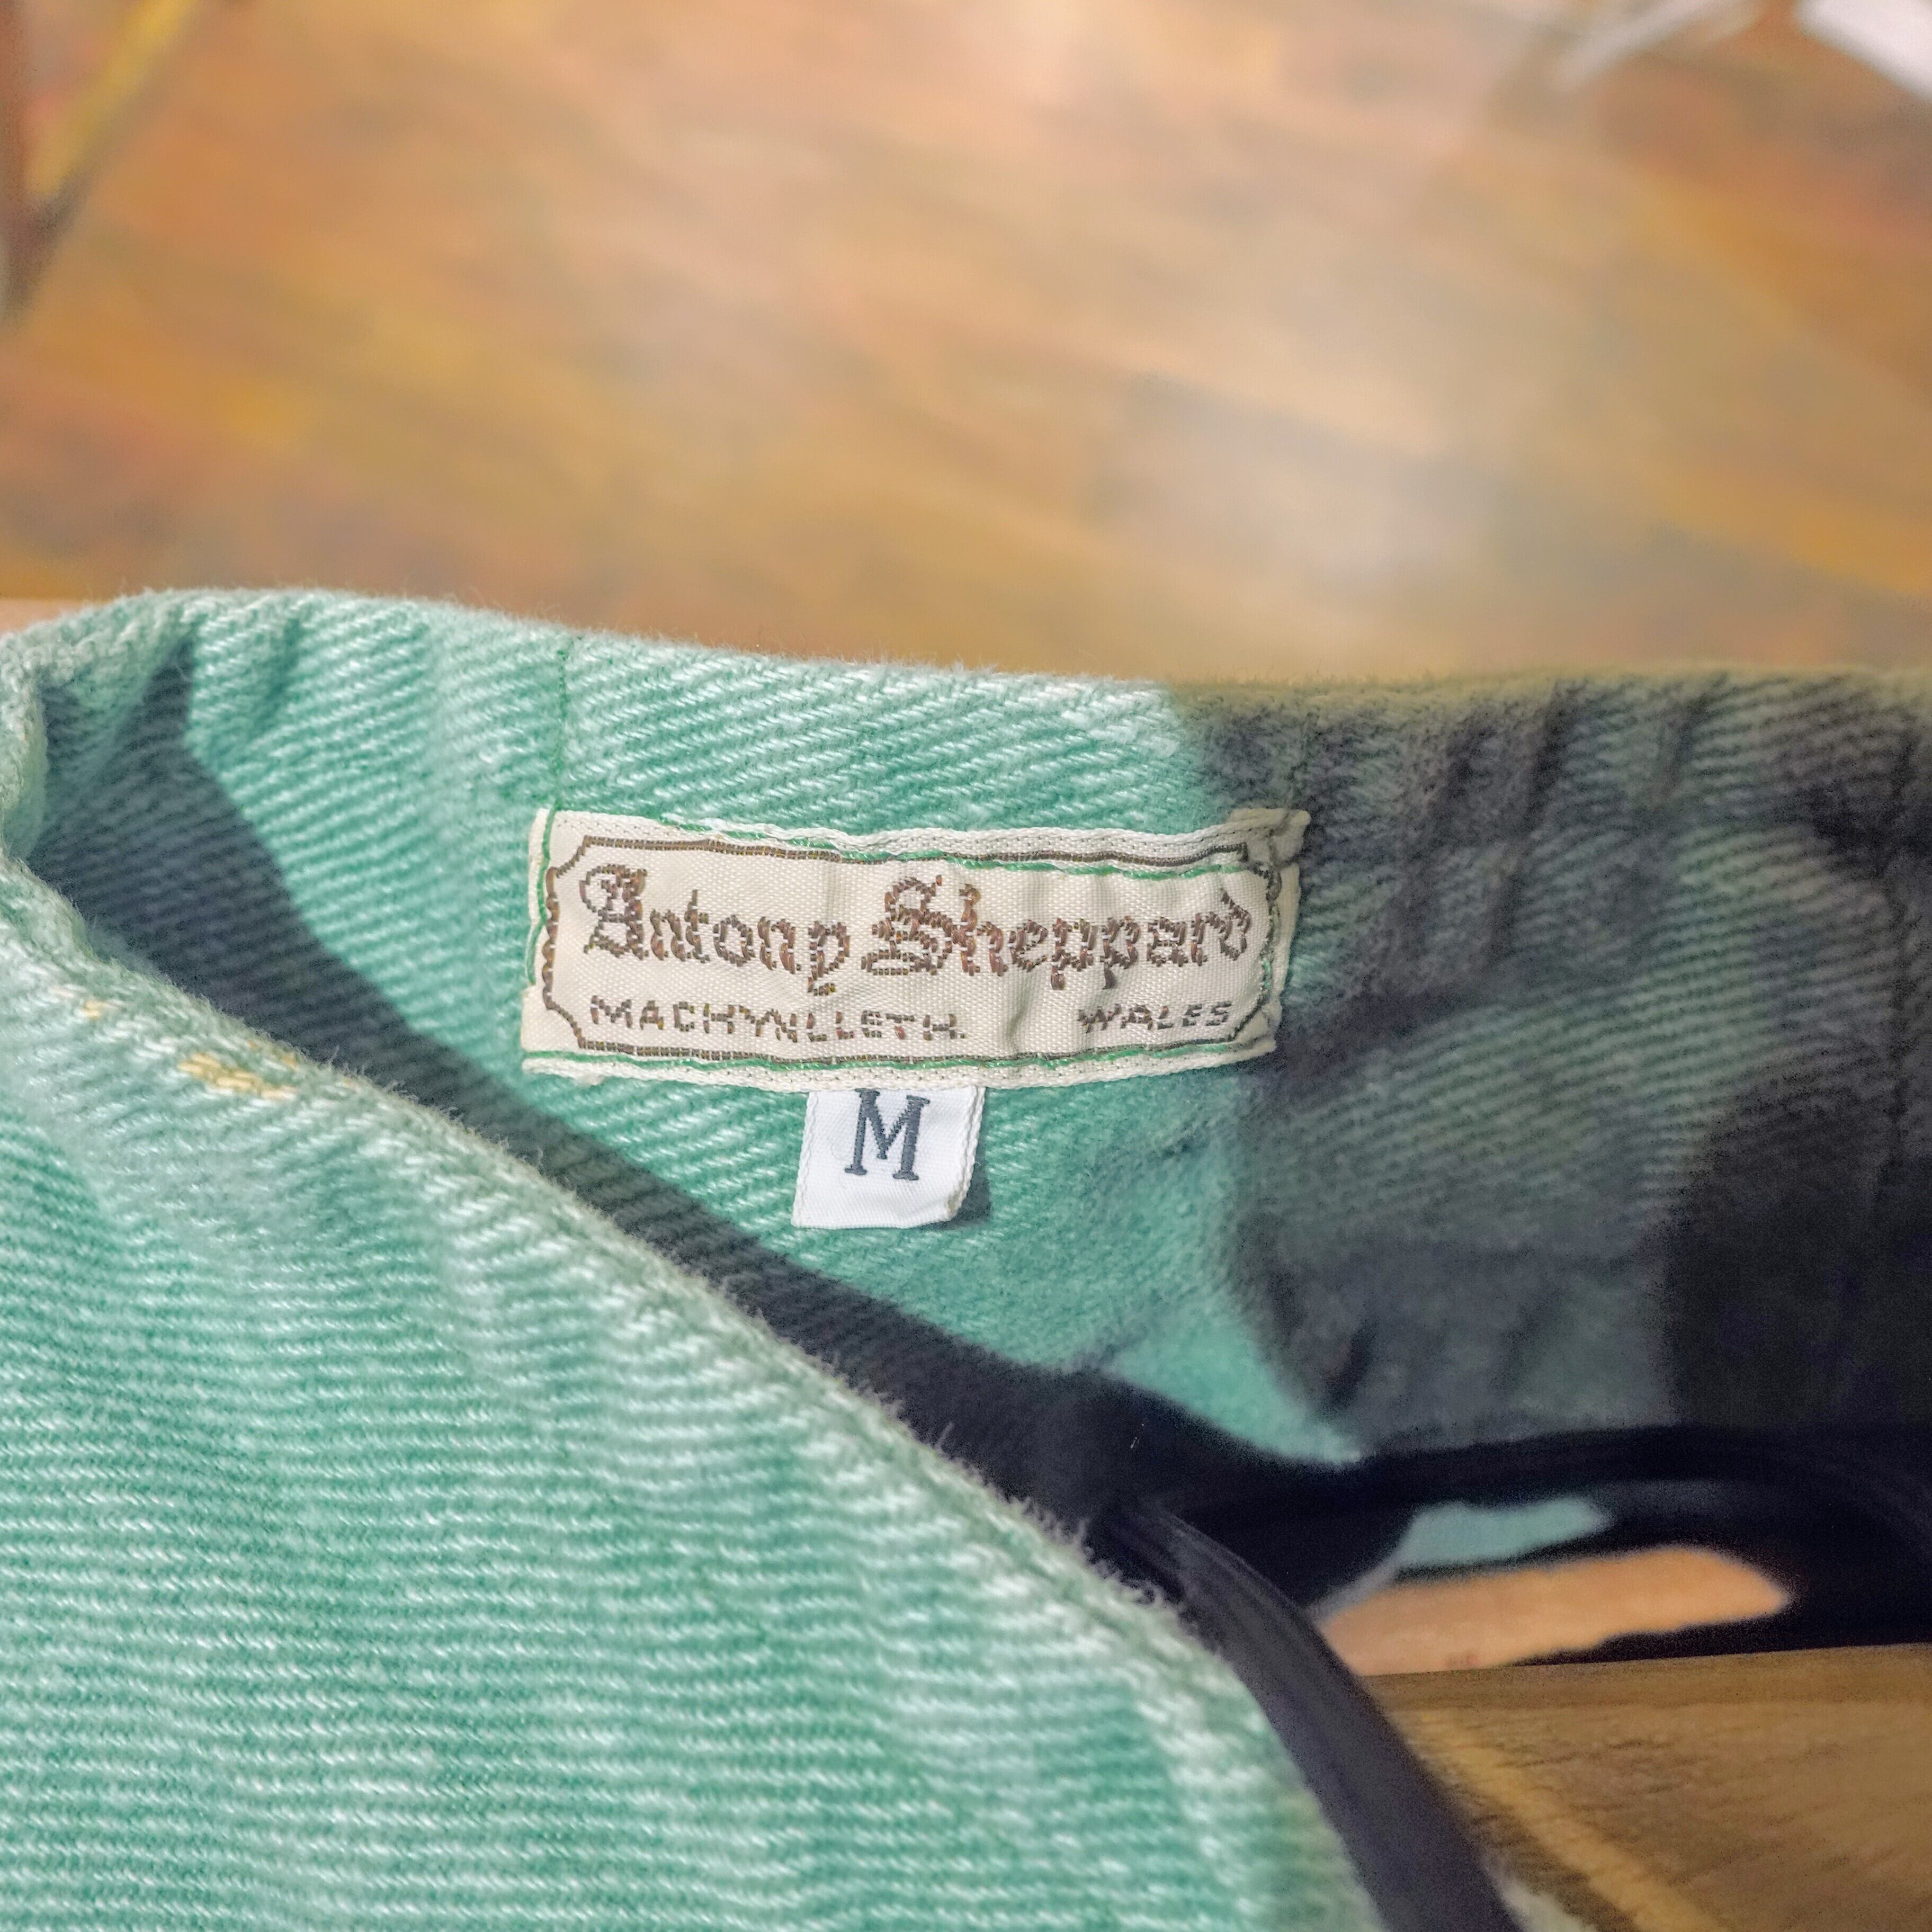 Antony Sheppard
MACHYNLLETH. WALES
M